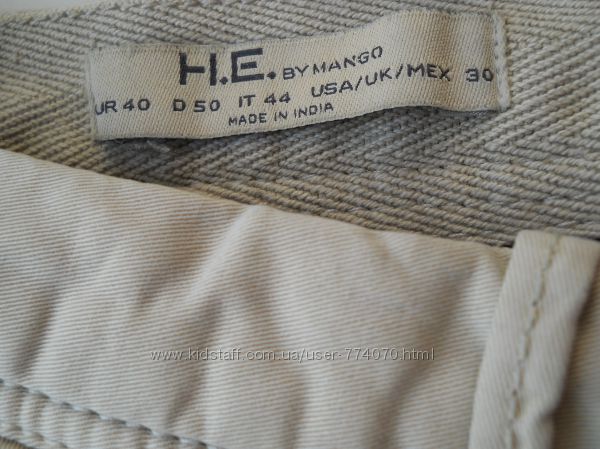 H.E. BY MANGO
UR 40 D 50 IT 44 USA/UK/MEX 30
MADE IN INDIA
www.kidstaff.com.ua/user-774070.html